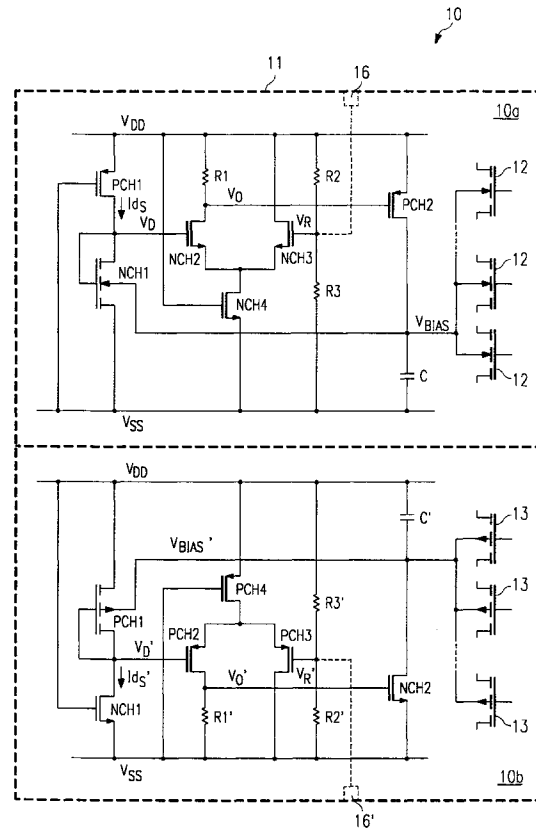 10
11
16
10a
VDD
12
PCH1
R1
R2
IdS
VO
PCH2
VD
VR
NCH2
NCH3
NCH1
12
R3
NCH4
VBIAS
C
12
VSS
VDD
13
C'
VBIAS'
13
PCH4
R3'
PCH1
PCH2
PCH3
VD'
VR'
IdS'
VO'
NCH2
NCH1
R1'
R2'
13
VSS
10b
16'